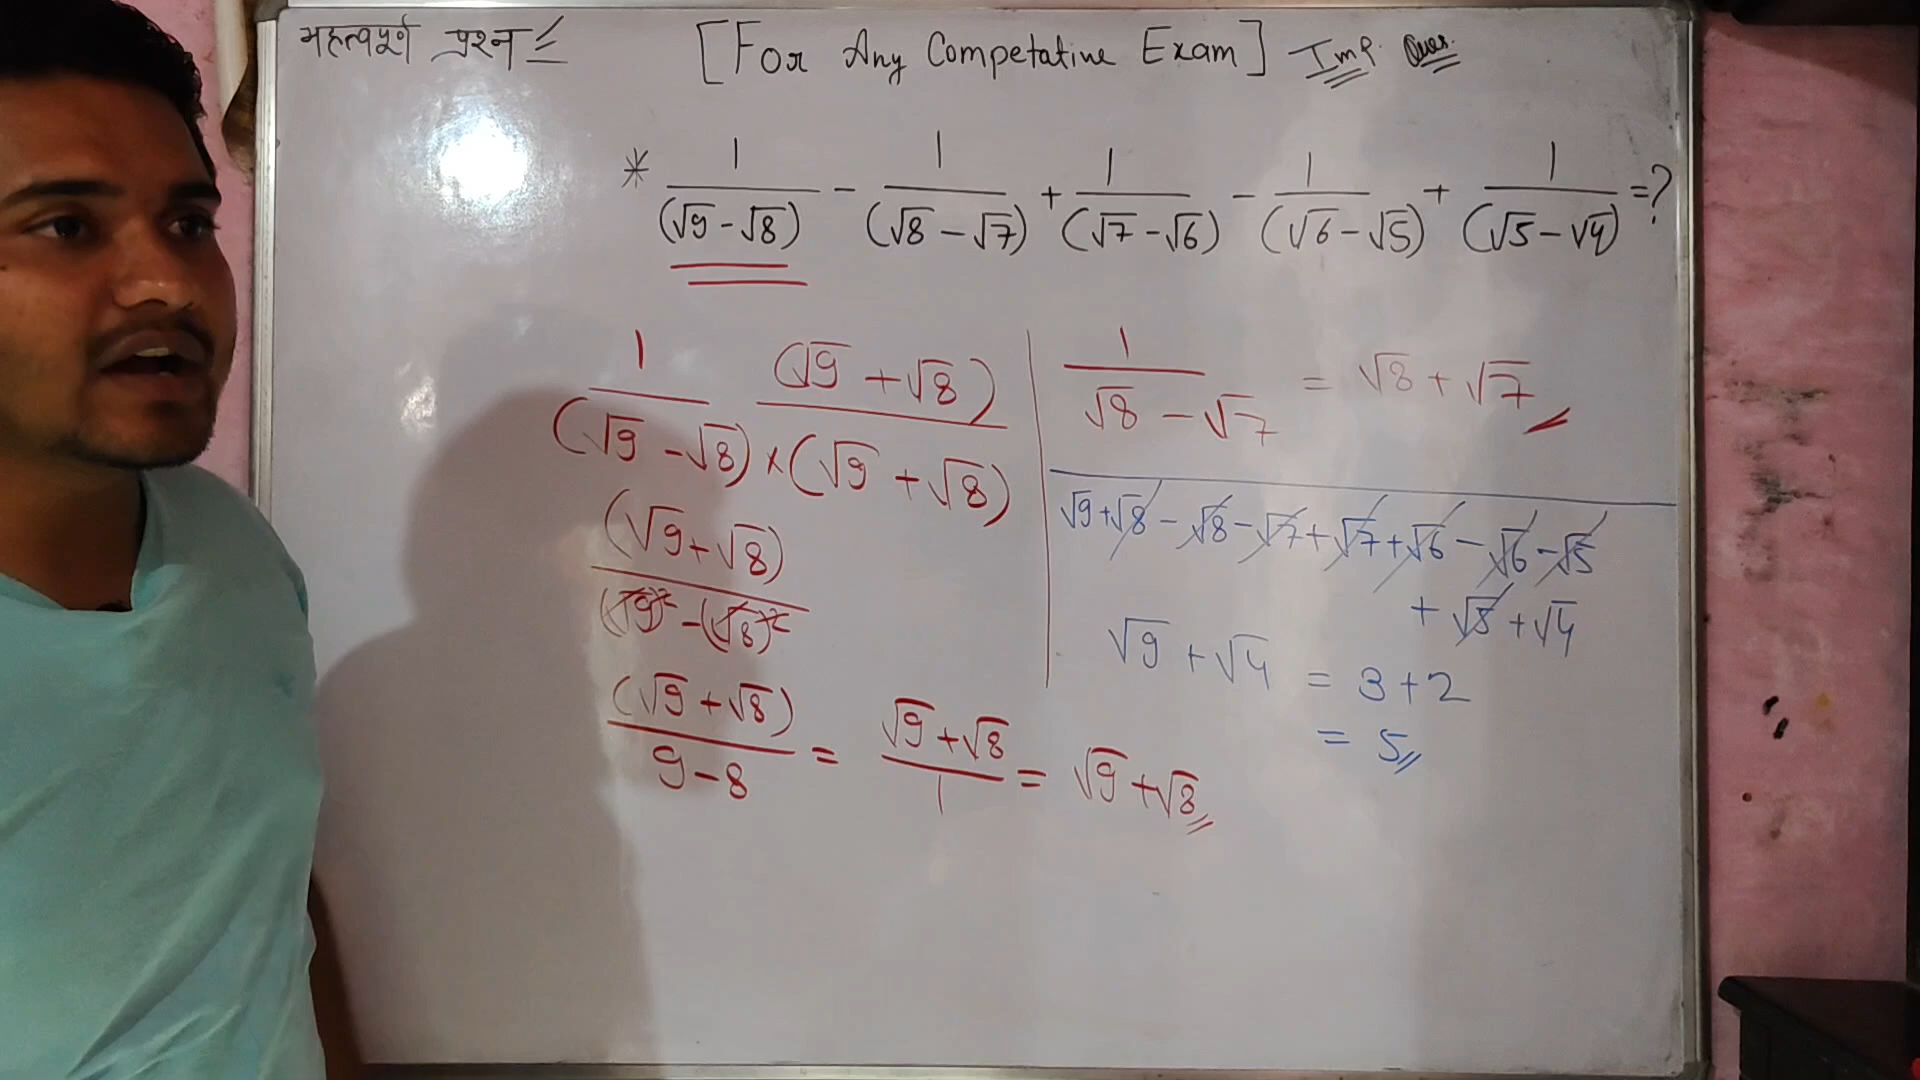 महत्वपूर्ण प्रश्न [For Any Competative Exam] Imp. Ques.
* 1/(√9-√8) - 1/(√8-√7) + 1/(√7-√6) - 1/(√6-√5) + 1/(√5-√4) =?
1/(√9-√8) × (√9+√8)/(√9+√8)
(√9+√8)/((√9)²-(√8)²)
(√9+√8)/(9-8) = (√9+√8)/1 = √9+√8
1/(√8-√7) = √8+√7
√9+√8-√8-√7+√7+√6-√6-√5
+√5+√4
√9+√4 = 3+2
= 5